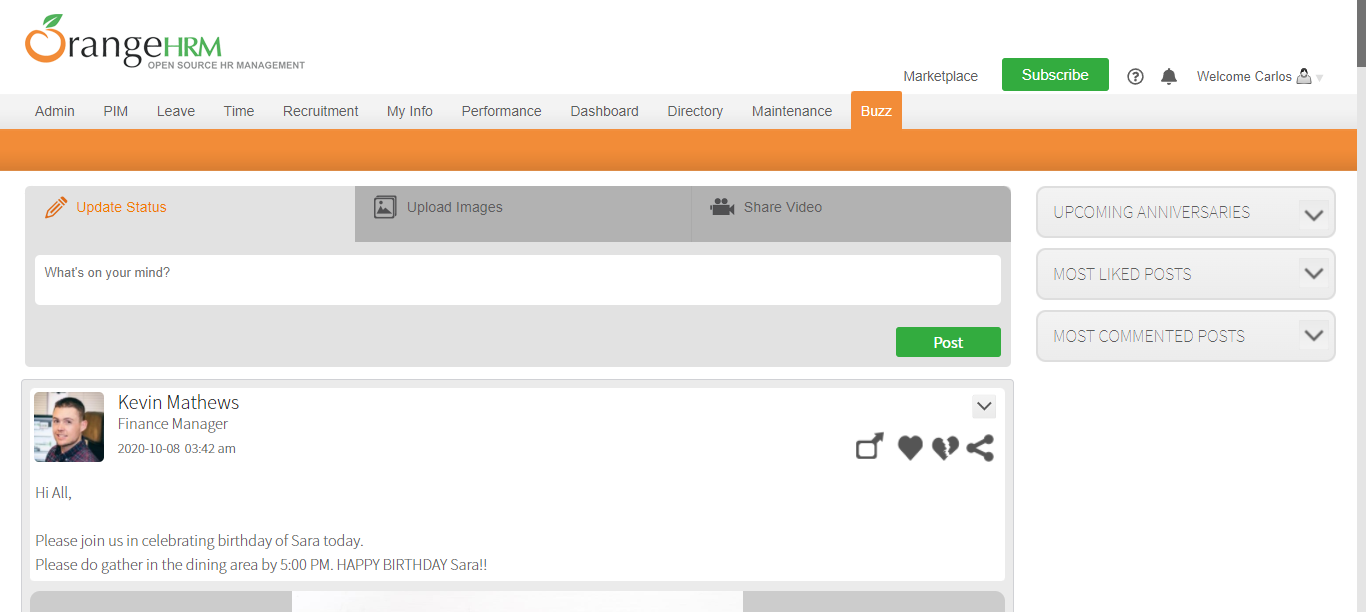 OrangeHRM
OPEN SOURCE HR MANAGEMENT
Marketplace
Subscribe
Welcome Carlos
Admin
PIM
Leave
Time
Recruitment
My Info
Performance
Dashboard
Directory
Maintenance
Buzz
Update Status
Upload Images
Share Video
What's on your mind?
Post
UPCOMING ANNIVERSARIES
MOST LIKED POSTS
MOST COMMENTED POSTS
Kevin Mathews
Finance Manager
2020-10-08 03:42 am
Hi All,
Please join us in celebrating birthday of Sara today.
Please do gather in the dining area by 5:00 PM. HAPPY BIRTHDAY Sara!!